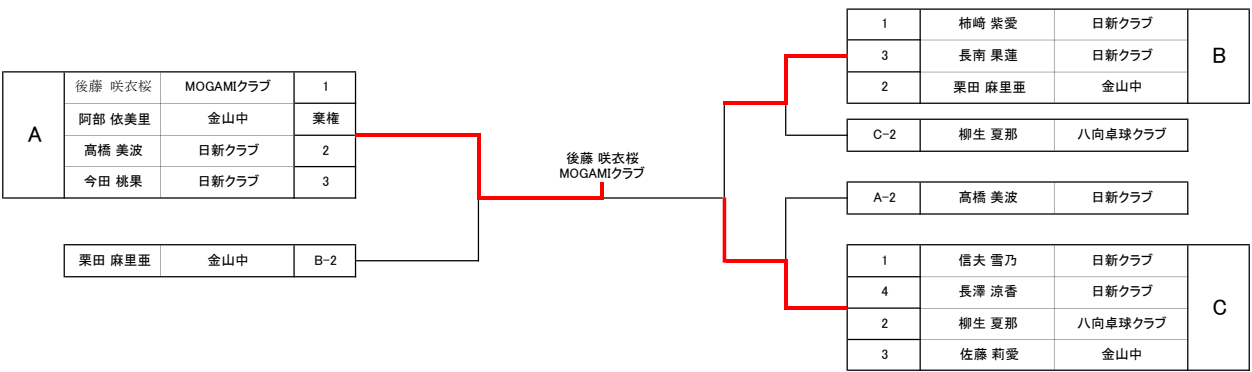 A
後藤 咲衣桜 MOGAMIクラブ 1
阿部 依美里 金山中 棄権
髙橋 美波 日新クラブ 2
今田 桃果 日新クラブ 3
栗田 麻里亜 金山中 B-2
後藤 咲衣桜
MOGAMIクラブ
1 柿﨑 紫愛 日新クラブ
3 長南 果蓮 日新クラブ
2 栗田 麻里亜 金山中
B
C-2 柳生 夏那 八向卓球クラブ
A-2 髙橋 美波 日新クラブ
1 信夫 雪乃 日新クラブ
4 長澤 涼香 日新クラブ
2 柳生 夏那 八向卓球クラブ
3 佐藤 莉愛 金山中
C